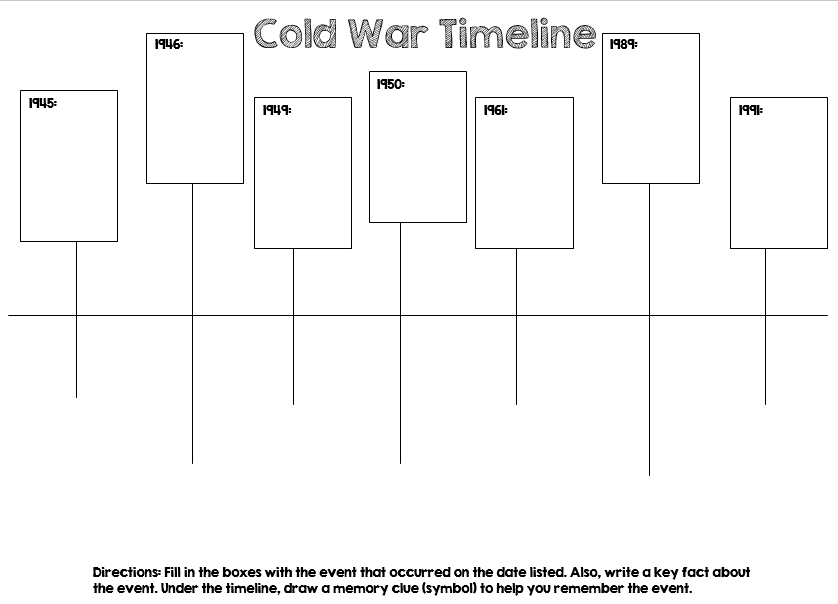 Cold War Timeline
1945:
1946:
1949:
1950:
1961:
1989:
1991:
Directions: Fill in the boxes with the event that occurred on the date listed. Also, write a key fact about
the event. Under the timeline, draw a memory clue (symbol) to help you remember the event.